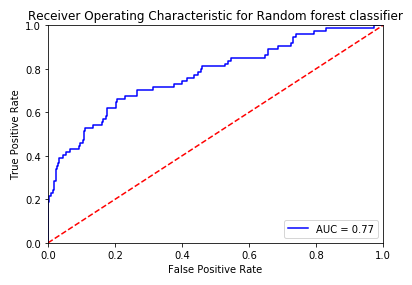 Receiver Operating Characteristic for Random forest classifier
1.0
0.8
0.6
0.4
0.2
0.0
True Positive Rate
AUC = 0.77
0.0 0.2 0.4 0.6 0.8 1.0
False Positive Rate